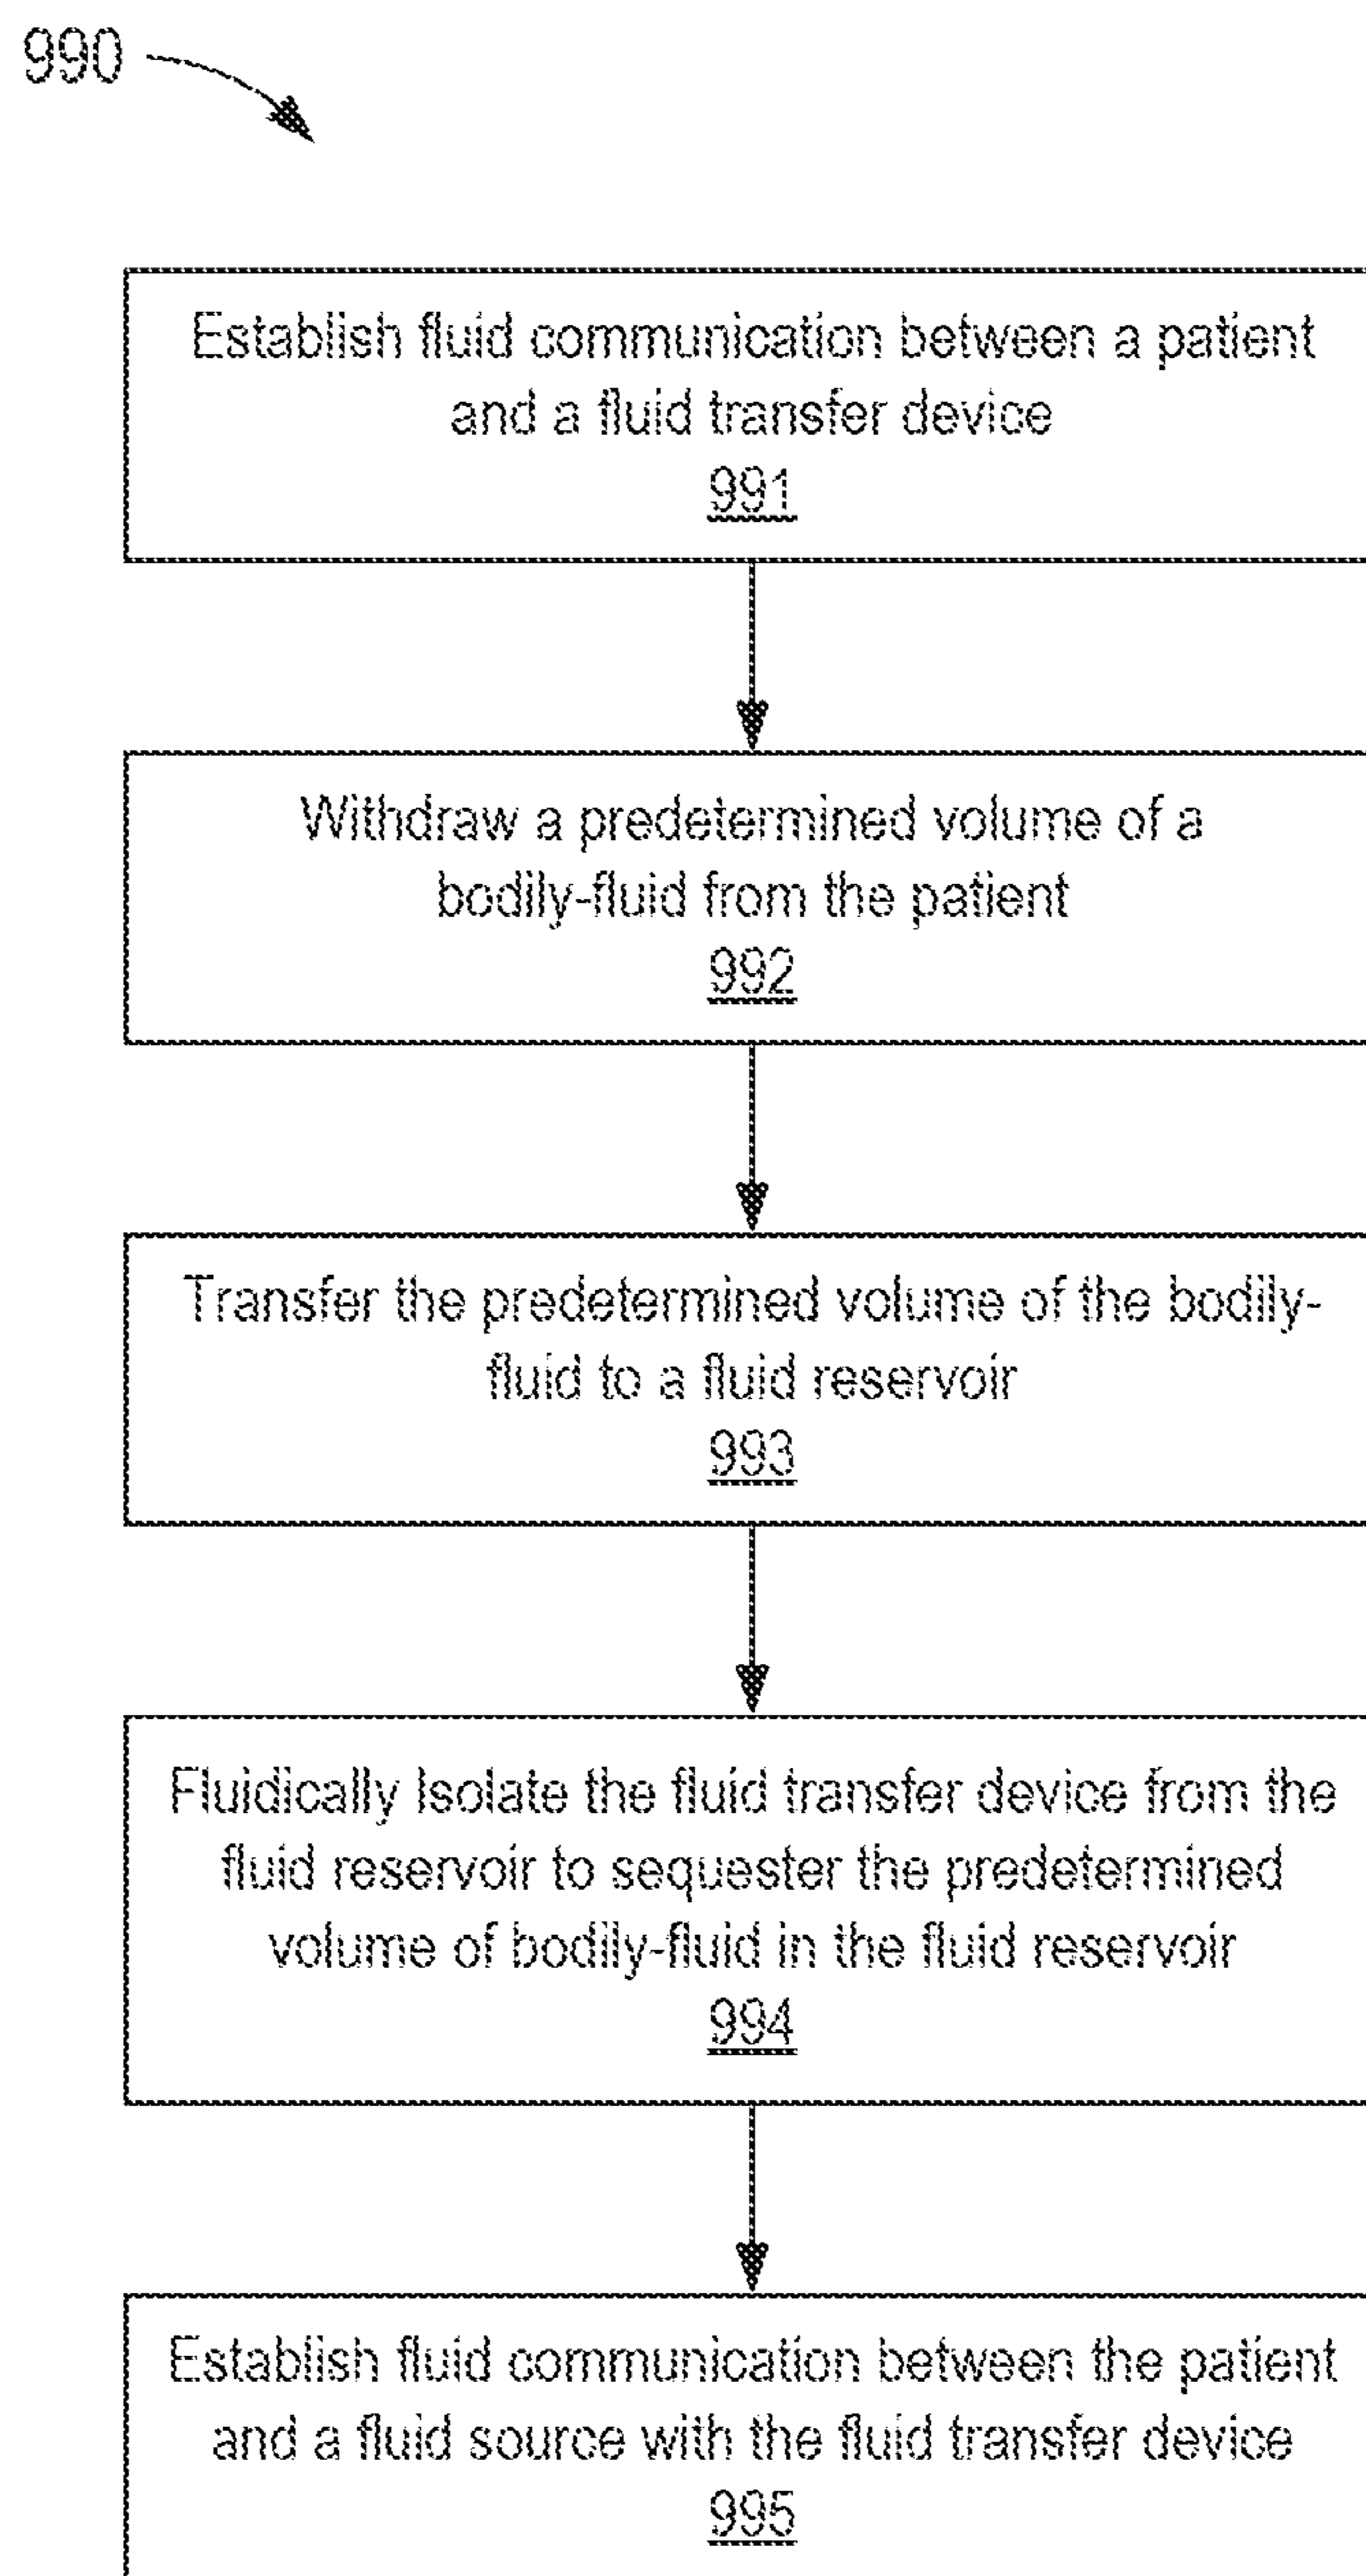 990
Establish fluid communication between a patient
and a fluid transfer device
991
Withdraw a predetermined volume of a
bodily-fluid from the patient
992
Transfer the predetermined volume of the bodily-
fluid to a fluid reservoir
993
Fluidically Isolate the fluid transfer device from the
fluid reservoir to sequester the predetermined
volume of bodily-fluid in the fluid reservoir
994
Establish fluid communication between the patient
and a fluid source with the fluid transfer device
995